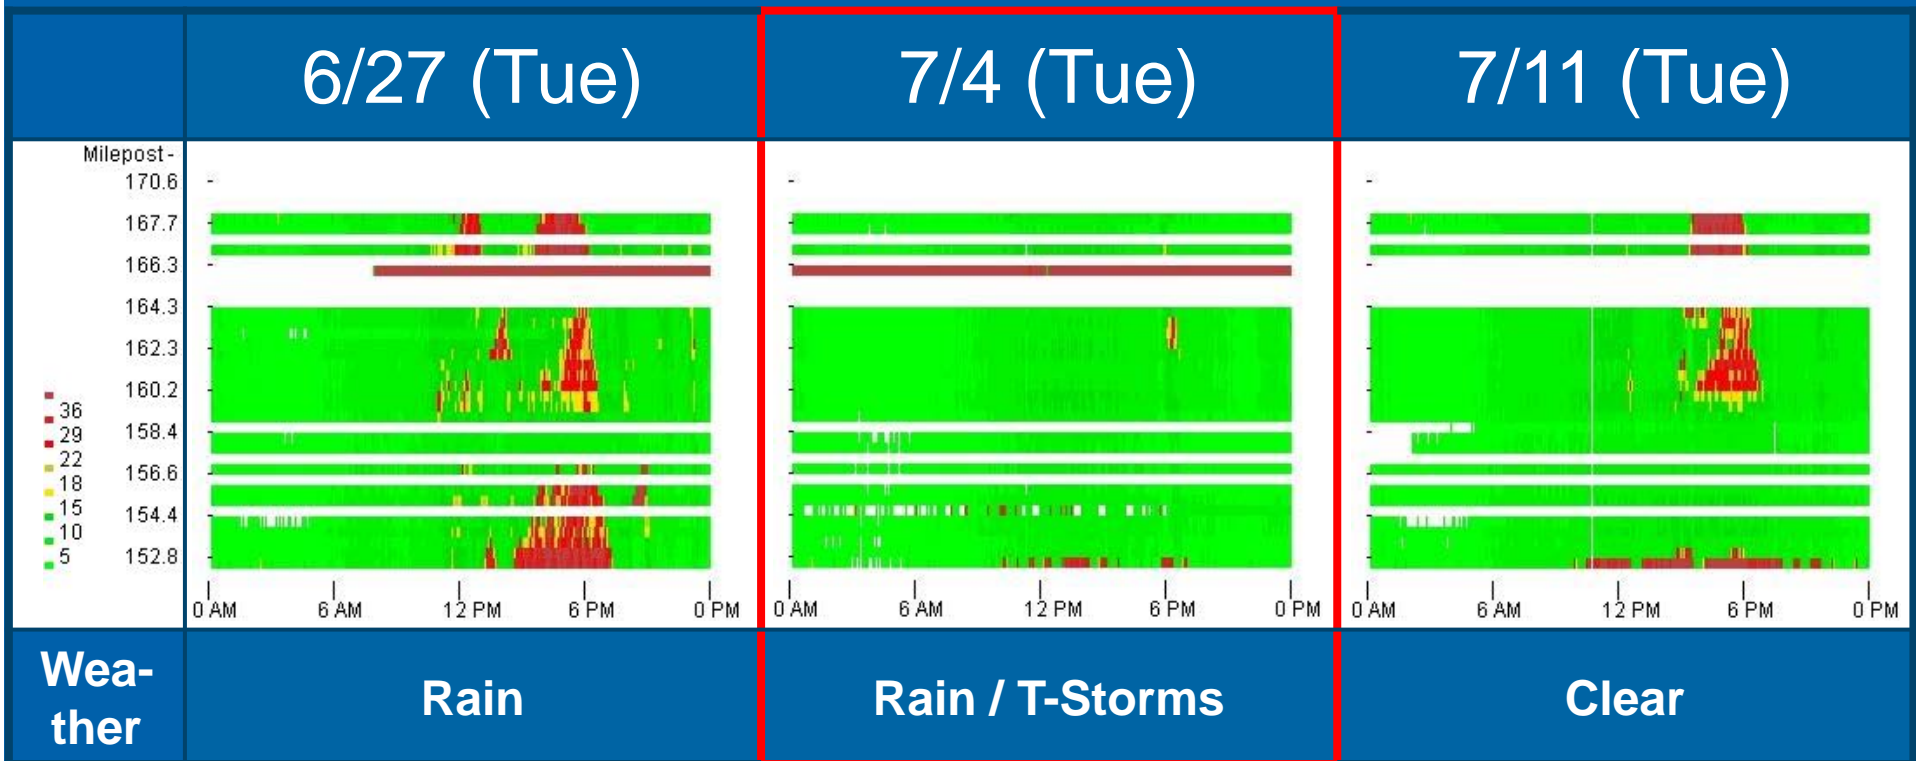 6/27 (Tue)
7/4 (Tue)
7/11 (Tue)
Milepost-
170.6
167.7
166.3
164.3
162.3
160.2
158.4
156.6
154.4
152.8
36
29
22
18
15
10
5
0 AM 6 AM 12 PM 6 PM 0 PM
0 AM 6 AM 12 PM 6 PM 0 PM
0 AM 6 AM 12 PM 6 PM 0 PM
Wea-
ther
Rain
Rain / T-Storms
Clear